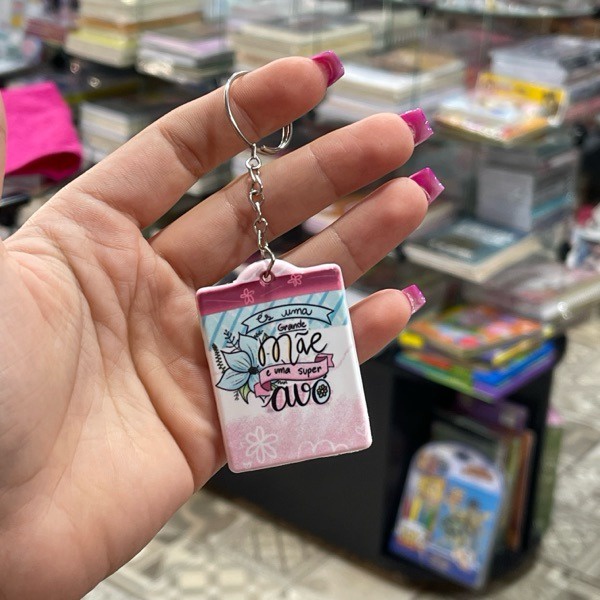 és uma
Grande
Mãe
e uma super
avó